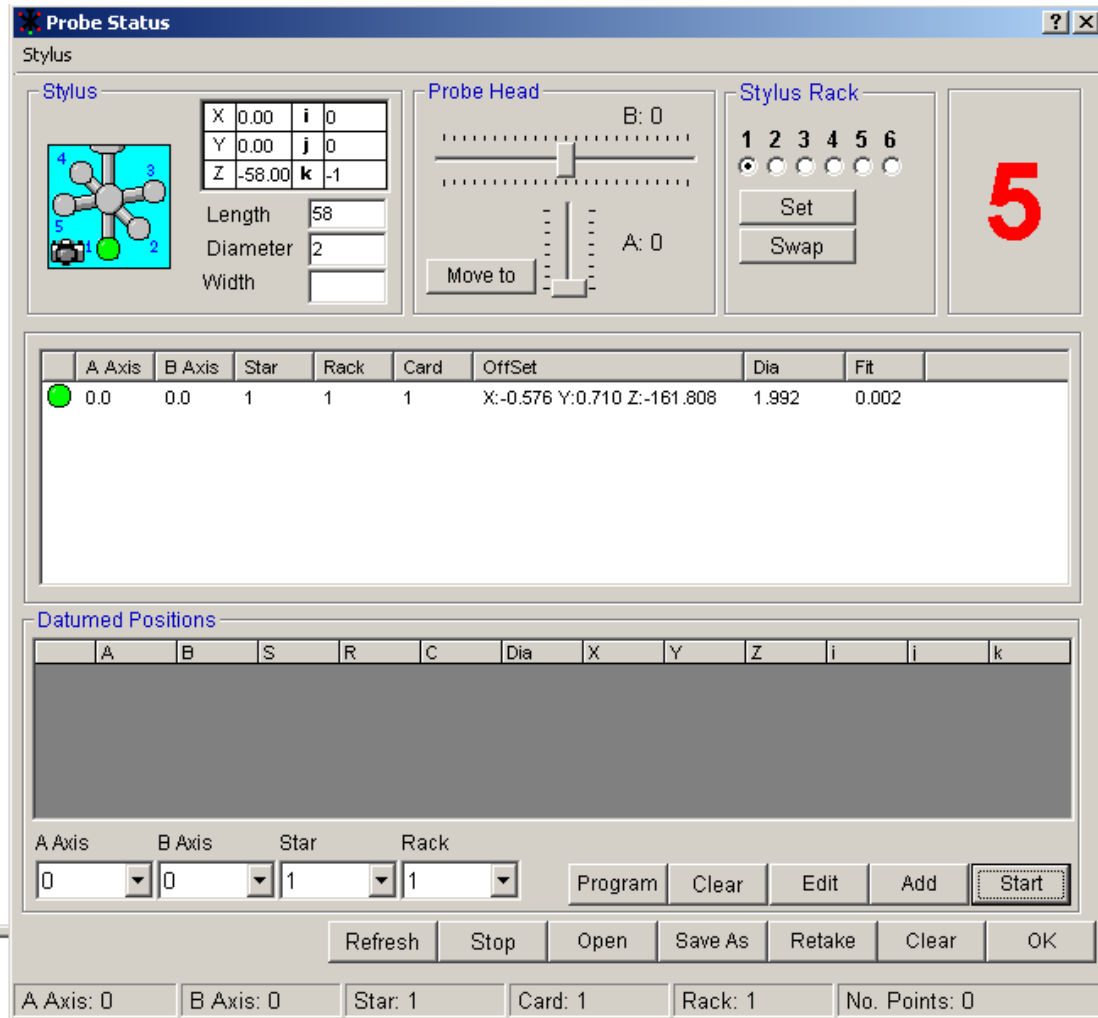 Probe Status
Stylus
Stylus
X 0.00 i 0
Y 0.00 j 0
Z -58.00 k -1
4
3
5
1
2
Length 58
Diameter 2
Width
Probe Head
B: 0
A: 0
Move to
Stylus Rack
1 2 3 4 5 6
Set
Swap
5
A Axis B Axis Star Rack Card OffSet Dia Fit
0.0 0.0 1 1 1 X:-0.576 Y:0.710 Z:-161.808 1.992 0.002
Datumed Positions
A B S R C Dia X Y Z i j k
A Axis B Axis Star Rack
0 0 1 1
Program Clear Edit Add Start
Refresh Stop Open Save As Retake Clear OK
A Axis: 0 B Axis: 0 Star: 1 Card: 1 Rack: 1 No. Points: 0